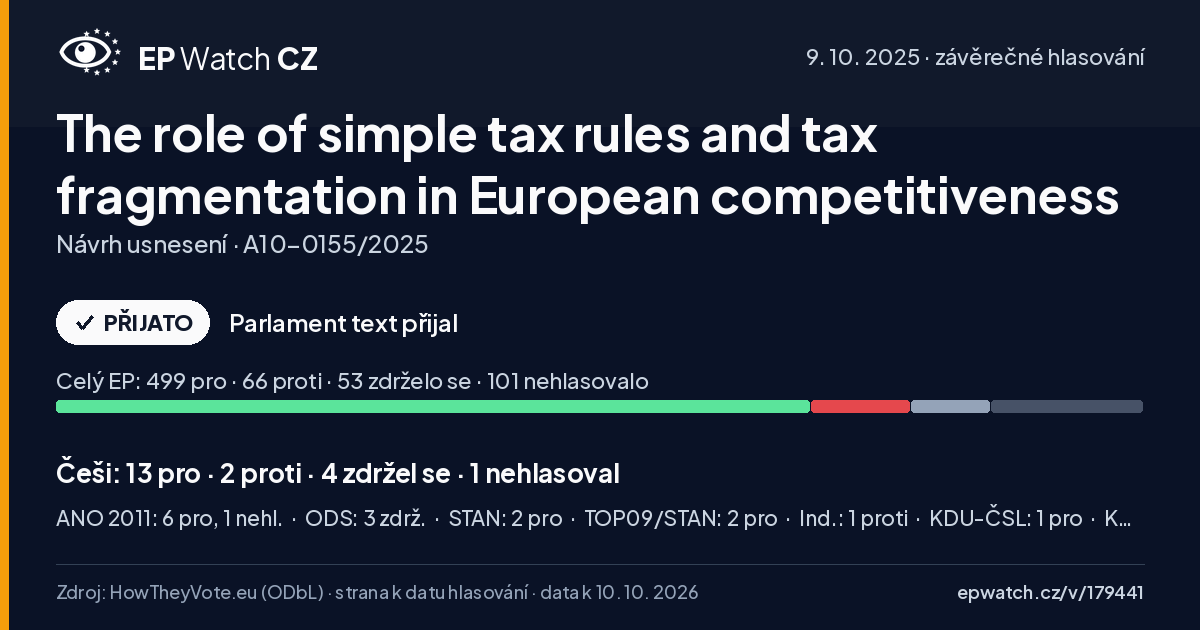 EP Watch CZ
9. 10. 2025 · závěrečné hlasování
The role of simple tax rules and tax
fragmentation in European competitiveness
Návrh usnesení · A10-0155/2025
✓ PŘIJATO Parlament text přijal
Celý EP: 499 pro · 66 proti · 53 zdrželo se · 101 nehlasovalo
Češi: 13 pro · 2 proti · 4 zdržel se · 1 nehlasoval
ANO 2011: 6 pro, 1 nehl. · ODS: 3 zdrž. · STAN: 2 pro · TOP09/STAN: 2 pro · Ind.: 1 proti · KDU-ČSL: 1 pro · K…
Zdroj: HowTheyVote.eu (ODbL) · strana k datu hlasování · data k 10. 10. 2026
epwatch.cz/v/179441